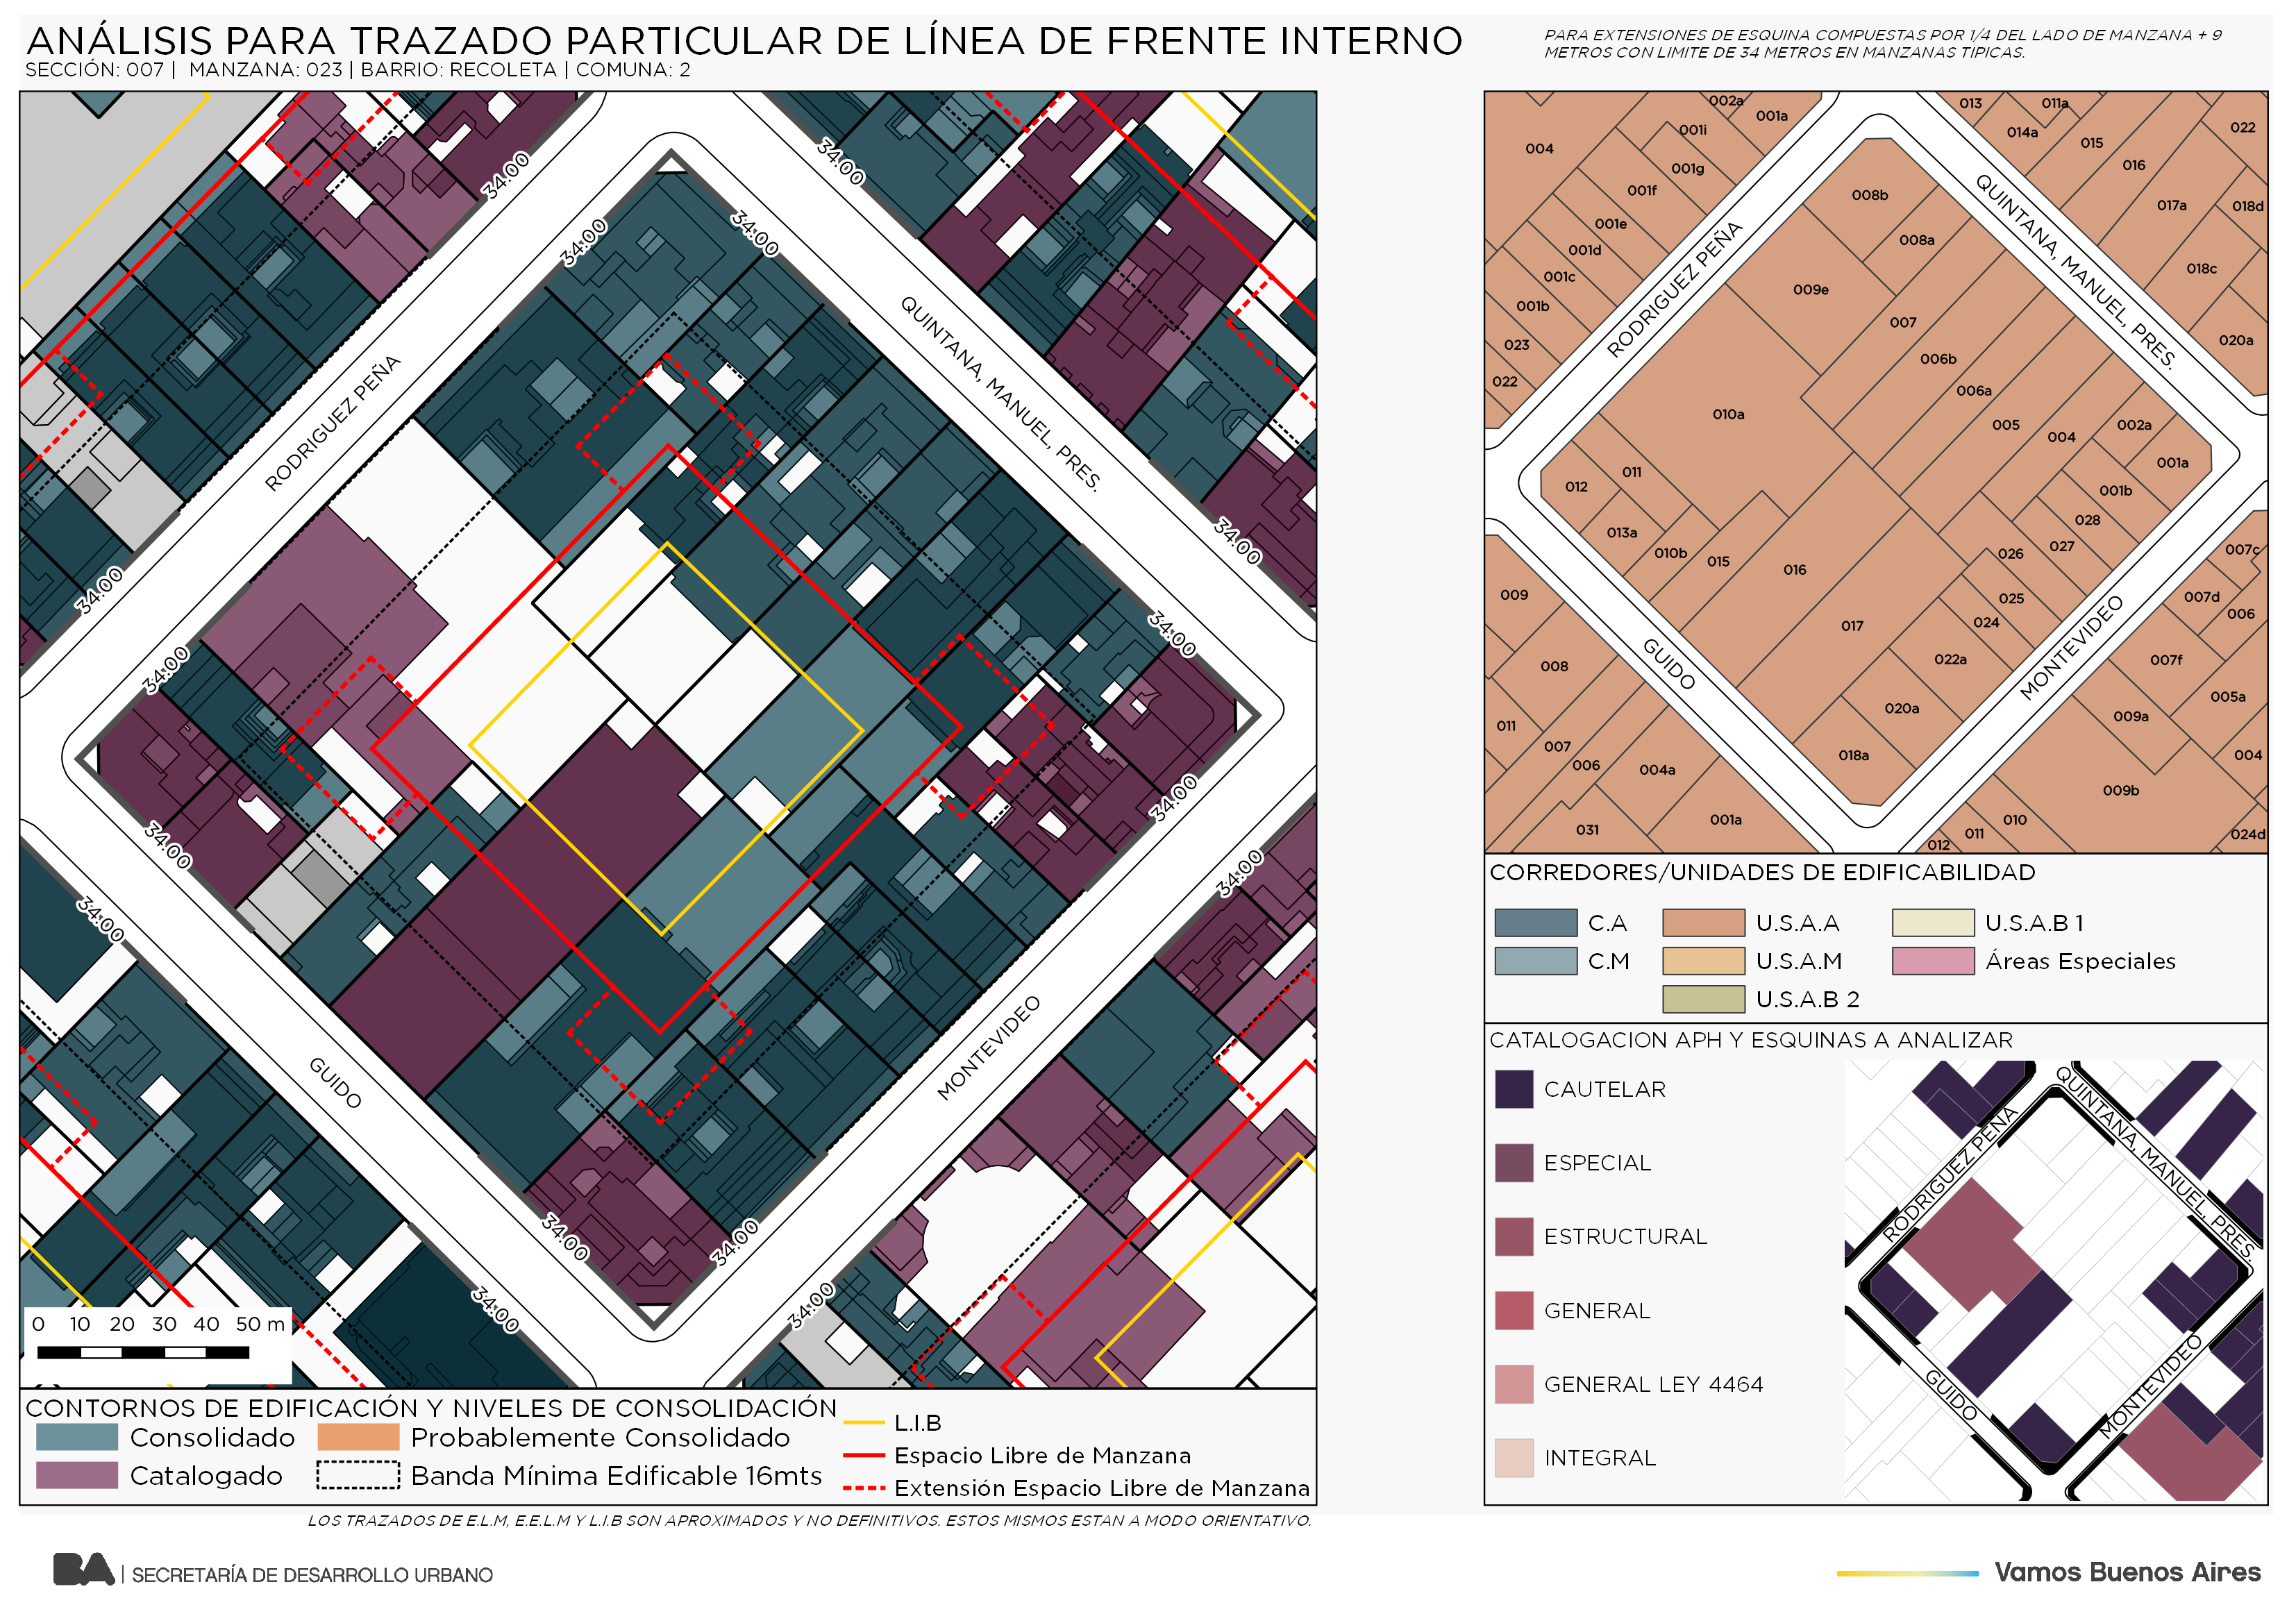 ANÁLISIS PARA TRAZADO PARTICULAR DE LÍNEA DE FRENTE INTERNO
SECCIÓN: 007 | MANZANA: 023 | BARRIO: RECOLETA | COMUNA: 2
PARA EXTENSIONES DE ESQUINA COMPUESTAS POR 1/4 DEL LADO DE MANZANA + 9
METROS CON LIMITE DE 34 METROS EN MANZANAS TIPICAS.
34.00
34.00
34.00
34.00
RODRIGUEZ PEÑA
QUINTANA, MANUEL, PRES.
34.00
34.00
34.00
34.00
34.00
34.00
34.00
34.00
GUIDO
MONTEVIDEO
34.00
34.00
34.00
34.00
0 10 20 30 40 50 m
CONTORNOS DE EDIFICACIÓN Y NIVELES DE CONSOLIDACIÓN
Consolidado
Probablemente Consolidado
Catalogado
Banda Mínima Edificable 16mts
L.I.B
Espacio Libre de Manzana
Extensión Espacio Libre de Manzana
LOS TRAZADOS DE E.L.M, E.E.L.M Y L.I.B SON APROXIMADOS Y NO DEFINITIVOS. ESTOS MISMOS ESTAN A MODO ORIENTATIVO.
002a
001a
013
011a
004
001i
014a
015
022
001g
016
001f
008b
017a
018d
001e
008a
001d
018c
001c
009e
001b
007
023
006b
020a
022
006a
010a
005
004
002a
001a
011
012
001b
028
013a
010b
015
016
026
027
007c
009
025
007d
006
024
017
008
022a
007f
005a
020a
009a
011
007
006
004a
018a
004
009b
031
001a
012
011
010
024d
RODRIGUEZ PEÑA
QUINTANA, MANUEL, PRES.
GUIDO
MONTEVIDEO
CORREDORES/UNIDADES DE EDIFICABILIDAD
C.A
U.S.A.A
U.S.A.B 1
C.M
U.S.A.M
Áreas Especiales
U.S.A.B 2
CATALOGACION APH Y ESQUINAS A ANALIZAR
CAUTELAR
ESPECIAL
ESTRUCTURAL
GENERAL
GENERAL LEY 4464
INTEGRAL
RODRIGUEZ PEÑA
QUINTANA, MANUEL, PRES.
GUIDO
MONTEVIDEO
BA | SECRETARÍA DE DESARROLLO URBANO
Vamos Buenos Aires